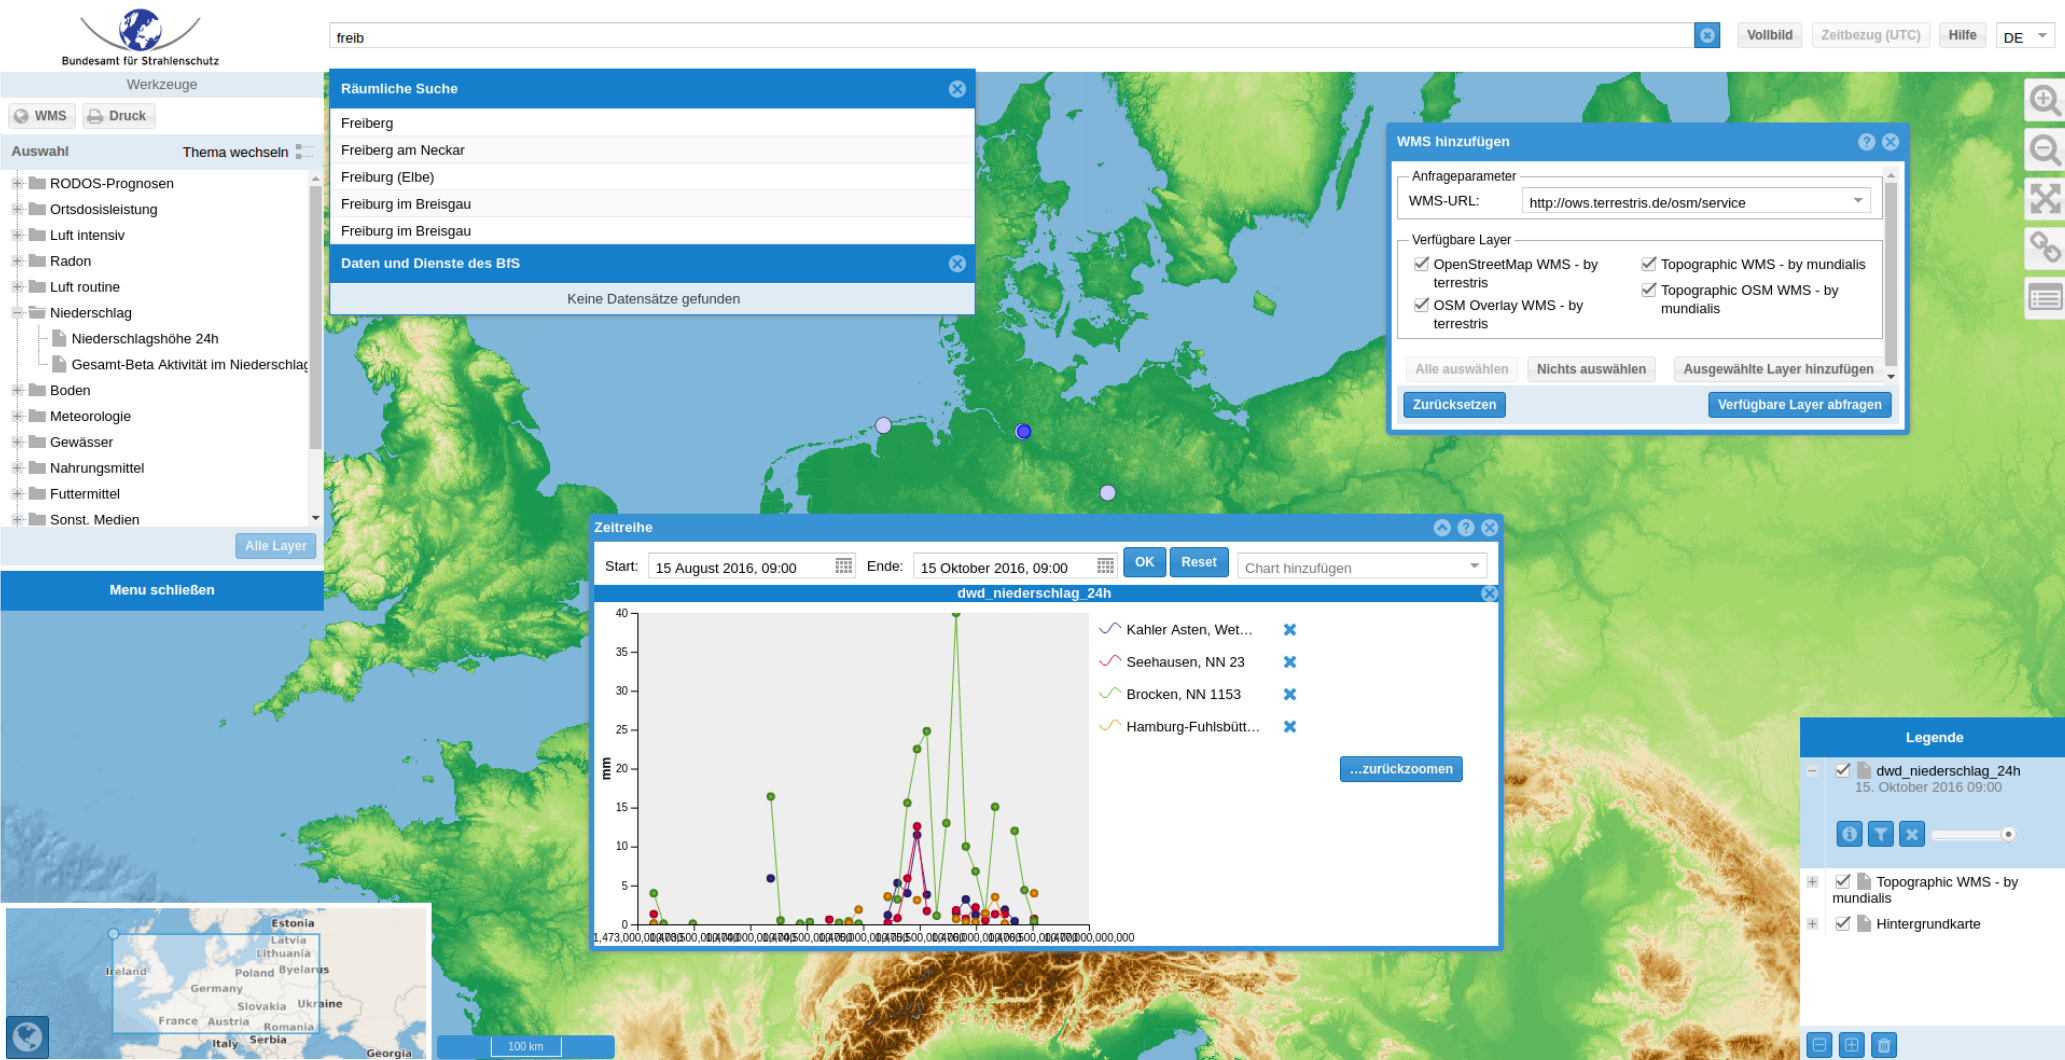 Bundesamt für Strahlenschutz
freib
Vollbild
Zeitbezug (UTC)
Hilfe
DE
Werkzeuge
WMS
Druck
Auswahl
Thema wechseln
RODOS-Prognosen
Ortsdosisleistung
Luft intensiv
Radon
Luft routine
Niederschlag
Niederschlagshöhe 24h
Gesamt-Beta Aktivität im Niederschlag
Boden
Meteorologie
Gewässer
Nahrungsmittel
Futtermittel
Sonst. Medien
Alle Layer
Menu schließen
Räumliche Suche
Freiberg
Freiberg am Neckar
Freiburg (Elbe)
Freiburg im Breisgau
Freiburg im Breisgau
Daten und Dienste des BfS
Keine Datensätze gefunden
WMS hinzufügen
Anfrageparameter
WMS-URL:
http://ows.terrestris.de/osm/service
Verfügbare Layer
OpenStreetMap WMS - by
terrestris
OSM Overlay WMS - by
terrestris
Topographic WMS - by mundialis
Topographic OSM WMS - by
mundialis
Alle auswählen
Nichts auswählen
Ausgewählte Layer hinzufügen
Zurücksetzen
Verfügbare Layer abfragen
Zeitreihe
Start:
15 August 2016, 09:00
Ende:
15 Oktober 2016, 09:00
OK
Reset
Chart hinzufügen
dwd_niederschlag_24h
40
35
30
25
20
15
10
5
0
mm
Kahler Asten, Wet...
Seehausen, NN 23
Brocken, NN 1153
Hamburg-Fuhlsbütt...
...zurückzoomen
Legende
dwd_niederschlag_24h
15. Oktober 2016 09:00
Topographic WMS - by
mundialis
Hintergrundkarte
Estonia
Latvia
Lithuania
Ireland
Poland
Byelarus
Germany
Slovakia
Ukraine
France
Austria
Romania
Italy
Serbia
Georgia
100 km